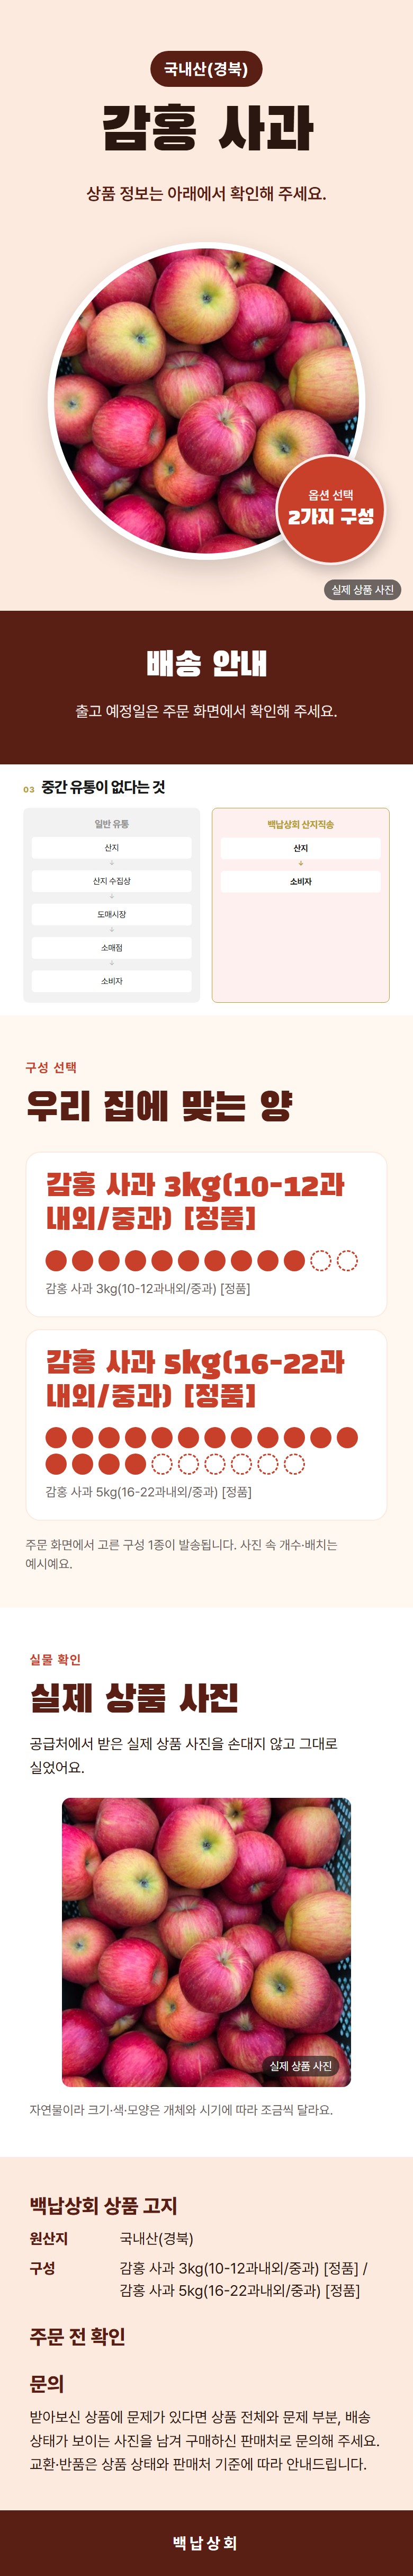 국내산(경북)
감홍 사과
상품 정보는 아래에서 확인해 주세요.
옵션 선택
2가지 구성
실제 상품 사진
배송 안내
출고 예정일은 주문 화면에서 확인해 주세요.
03 중간 유통이 없다는 것
일반 유통
산지
↓
산지 수집상
↓
도매시장
↓
소매점
↓
소비자
백납상회 산지직송
산지
↓
소비자
구성 선택
우리 집에 맞는 양
감홍 사과 3kg(10-12과
내외/중과) [정품]
감홍 사과 3kg(10-12과내외/중과) [정품]
감홍 사과 5kg(16-22과
내외/중과) [정품]
감홍 사과 5kg(16-22과내외/중과) [정품]
주문 화면에서 고른 구성 1종이 발송됩니다. 사진 속 개수·배치는
예시예요.
실물 확인
실제 상품 사진
공급처에서 받은 실제 상품 사진을 손대지 않고 그대로
실었어요.
실제 상품 사진
자연물이라 크기·색·모양은 개체와 시기에 따라 조금씩 달라요.
백납상회 상품 고지
원산지 국내산(경북)
구성 감홍 사과 3kg(10-12과내외/중과) [정품] /
감홍 사과 5kg(16-22과내외/중과) [정품]
주문 전 확인
문의
받아보신 상품에 문제가 있다면 상품 전체와 문제 부분, 배송
상태가 보이는 사진을 남겨 구매하신 판매처로 문의해 주세요.
교환·반품은 상품 상태와 판매처 기준에 따라 안내드립니다.
백납상회